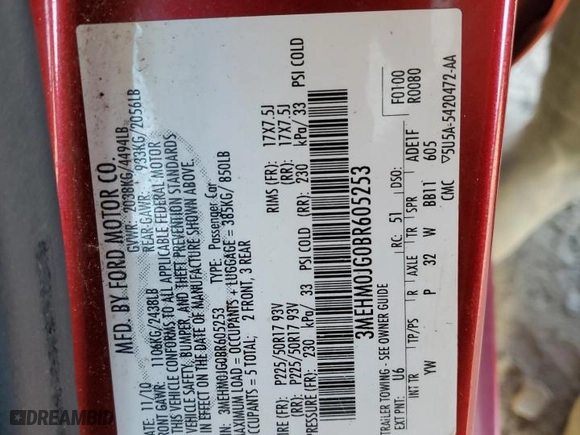 MFD. BY FORD MOTOR CO.
DATE: 11/10 GVWR: 2038KG/4494LB
FRONT GAWR: 1106KG/2438LB REAR GAWR: 933KG/2056LB
THIS VEHICLE CONFORMS TO ALL APPLICABLE FEDERAL MOTOR
VEHICLE SAFETY, BUMPER, AND THEFT PREVENTION STANDARDS
IN EFFECT ON THE DATE OF MANUFACTURE SHOWN ABOVE.
VIN: 3MEHM0JG0BR605253 TYPE: Passenger Car
MAXIMUM LOAD = OCCUPANTS + LUGGAGE = 385KG/ 850LB
OCCUPANTS = 5 TOTAL: 2 FRONT, 3 REAR
TIRE (FR): P225/50R17 93V RIMS (FR): 17X7.5J
TIRE (RR): P225/50R17 93V (RR): 17X7.5J
PRESSURE (FR): 230 kPa/ 33 PSI COLD (RR): 230 kPa/ 33 PSI COLD
3MEHM0JG0BR605253
TRAILER TOWING - SEE OWNER GUIDE
EXT PNT: U6 RC: 51 DSO: F0100
R0080
TP/PS R AXLE TR SPR ADE1F
YW P 32 W BB11 605
CMC ▽5U5A-5420472-AA
DREAMBID